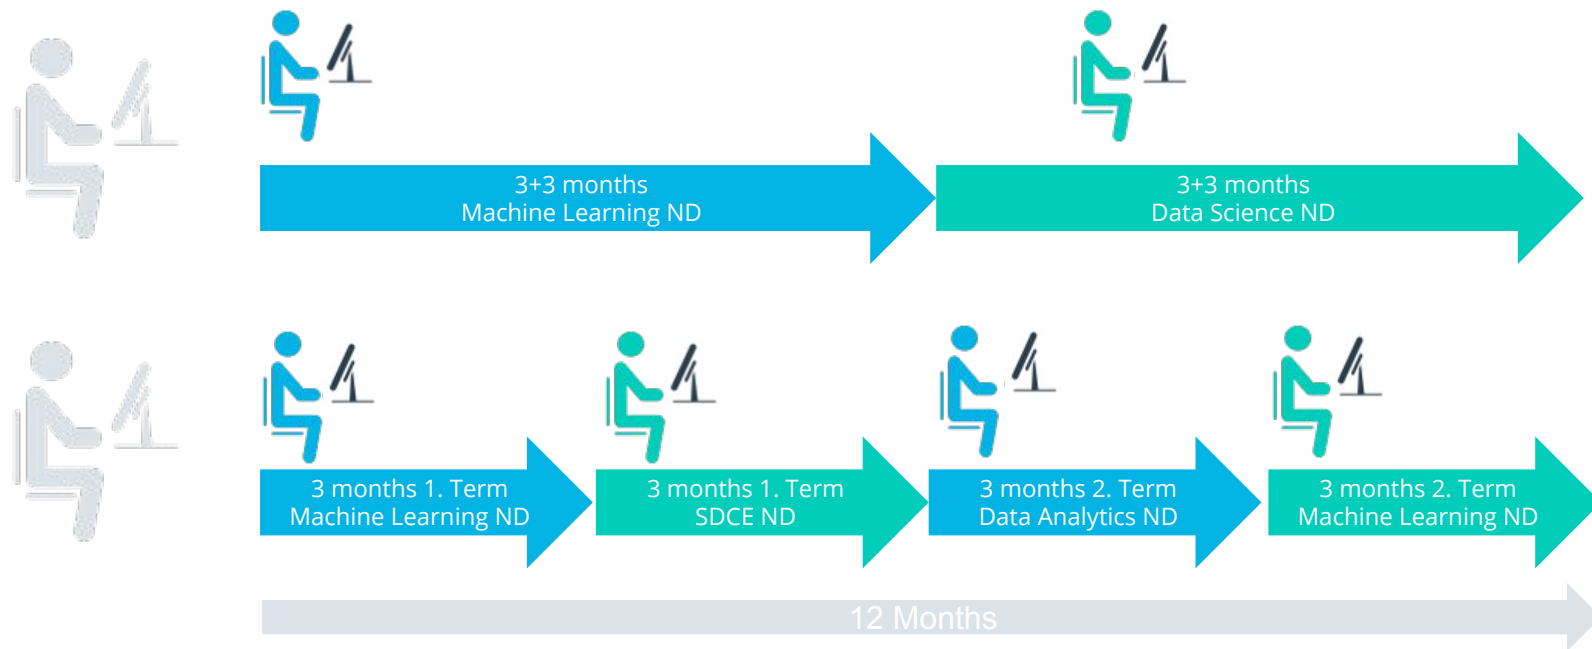 3+3 months
Machine Learning ND
3+3 months
Data Science ND
3 months 1. Term
Machine Learning ND
3 months 1. Term
SDCE ND
3 months 2. Term
Data Analytics ND
3 months 2. Term
Machine Learning ND
12 Months